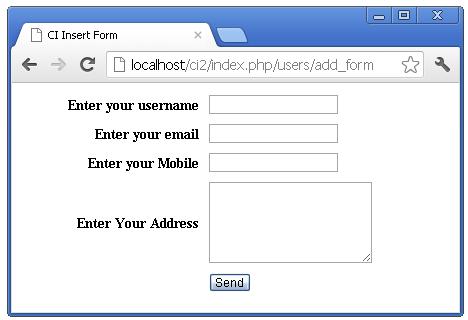 CI Insert Form
localhost/ci2/index.php/users/add_form
Enter your username
Enter your email
Enter your Mobile
Enter Your Address
Send